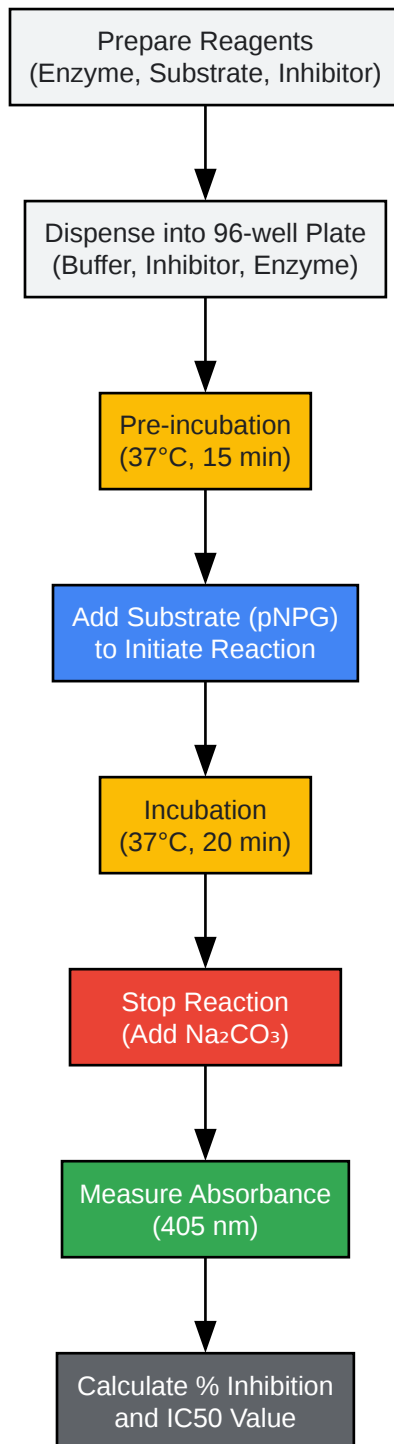 Prepare Reagents
(Enzyme, Substrate, Inhibitor)
Dispense into 96-well Plate
(Buffer, Inhibitor, Enzyme)
Pre-incubation
(37°C, 15 min)
Add Substrate (pNPG)
to Initiate Reaction
Incubation
(37°C, 20 min)
Stop Reaction
(Add Na₂CO₃)
Measure Absorbance
(405 nm)
Calculate % Inhibition
and IC50 Value